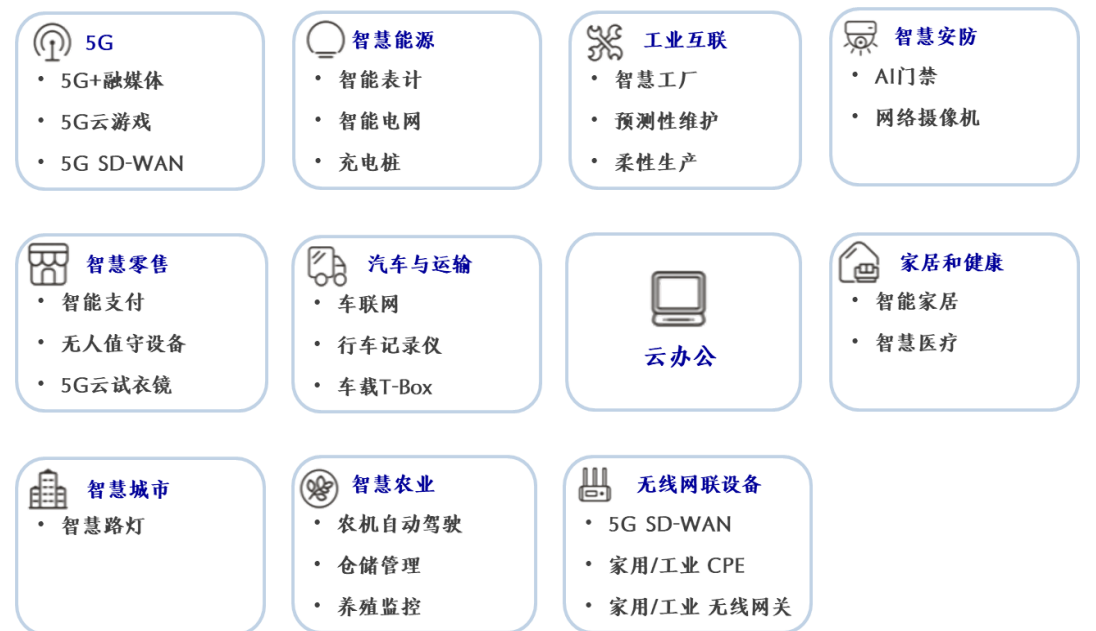 5G
• 5G+融媒体
• 5G云游戏
• 5G SD-WAN
智慧能源
• 智能表计
• 智能电网
• 充电桩
工业互联
• 智慧工厂
• 预测性维护
• 柔性生产
智慧安防
• AI门禁
• 网络摄像机
智慧零售
• 智能支付
• 无人值守设备
• 5G云试衣镜
汽车与运输
• 车联网
• 行车记录仪
• 车载T-Box
云办公
家居和健康
• 智能家居
• 智慧医疗
智慧城市
• 智慧路灯
智慧农业
• 农机自动驾驶
• 仓储管理
• 养殖监控
无线网联设备
• 5G SD-WAN
• 家用/工业 CPE
• 家用/工业 无线网关